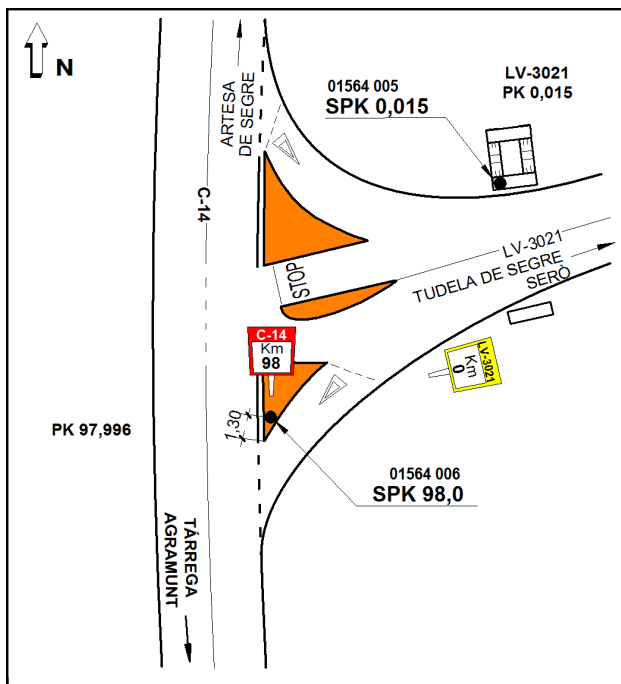 N
ARTESA
DE SEGRE
C-14
01564 005
SPK 0,015
LV-3021
PK 0,015
STOP
LV-3021
TUDELA DE SEGRE
SERÒ
C-14
Km
98
LV-3021
Km
0
1,30
PK 97,996
01564 006
SPK 98,0
TÁRREGA
AGRAMUNT